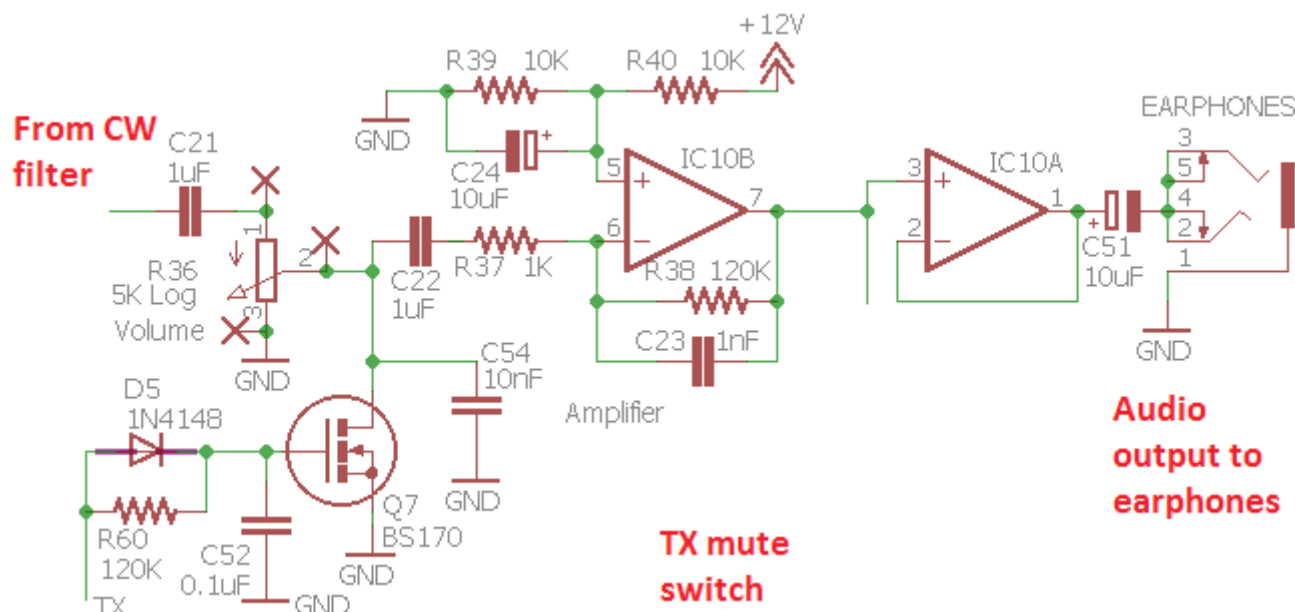 +12V
R39 10K
R40 10K
GND
C24
10uF
+
5
+
6
−
IC10B
7
EARPHONES
3
5
4
2
1
3
+
2
−
IC10A
1
+
C51
10uF
GND
From CW
filter
C21
1uF
1
2
3
R36
5K Log
Volume
GND
C22
1uF
R37 1K
R38 120K
C23 1nF
C54
10nF
GND
Amplifier
D5
1N4148
R60
120K
TX
C52
0.1uF
GND
Q7
BS170
GND
TX mute
switch
Audio
output to
earphones